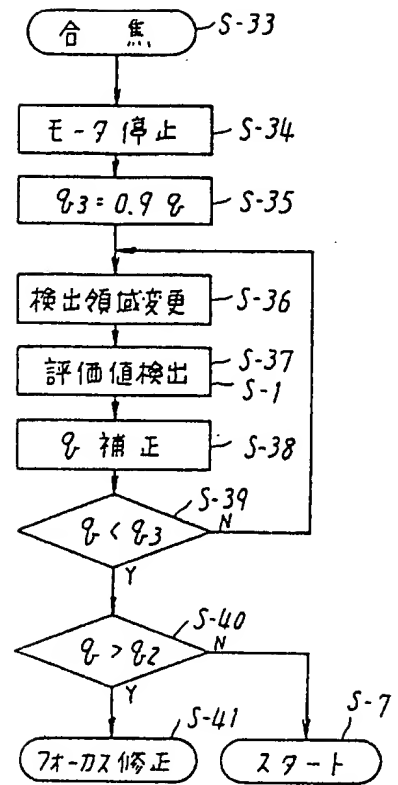 合焦 S-33
モータ停止 S-34
q3=0.9q S-35
検出領域変更 S-36
評価値検出 S-37
S-1
q補正 S-38
S-39
q<q3 N
Y
S-40
q>q2 N
Y
S-41 S-7
フォーカス修正 スタート